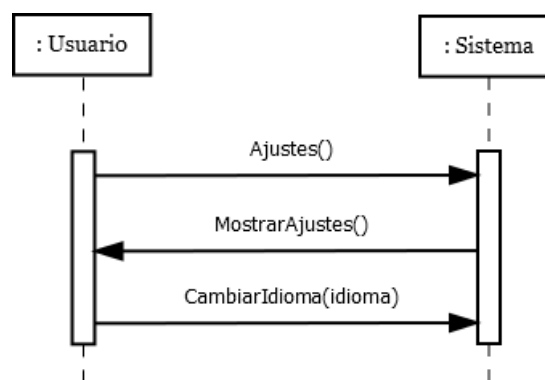 : Usuario
: Sistema
Ajustes()
MostrarAjustes()
CambiarIdioma(idioma)